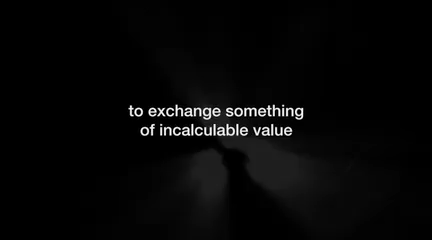 to exchange something
of incalculable value